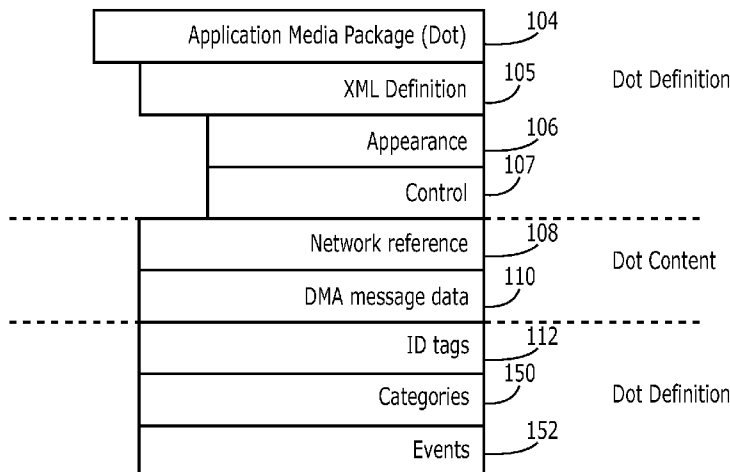 Application Media Package (Dot) 104
XML Definition 105 Dot Definition
Appearance 106
Control 107
Network reference 108
Dot Content
DMA message data 110
ID tags 112
Categories 150 Dot Definition
Events 152